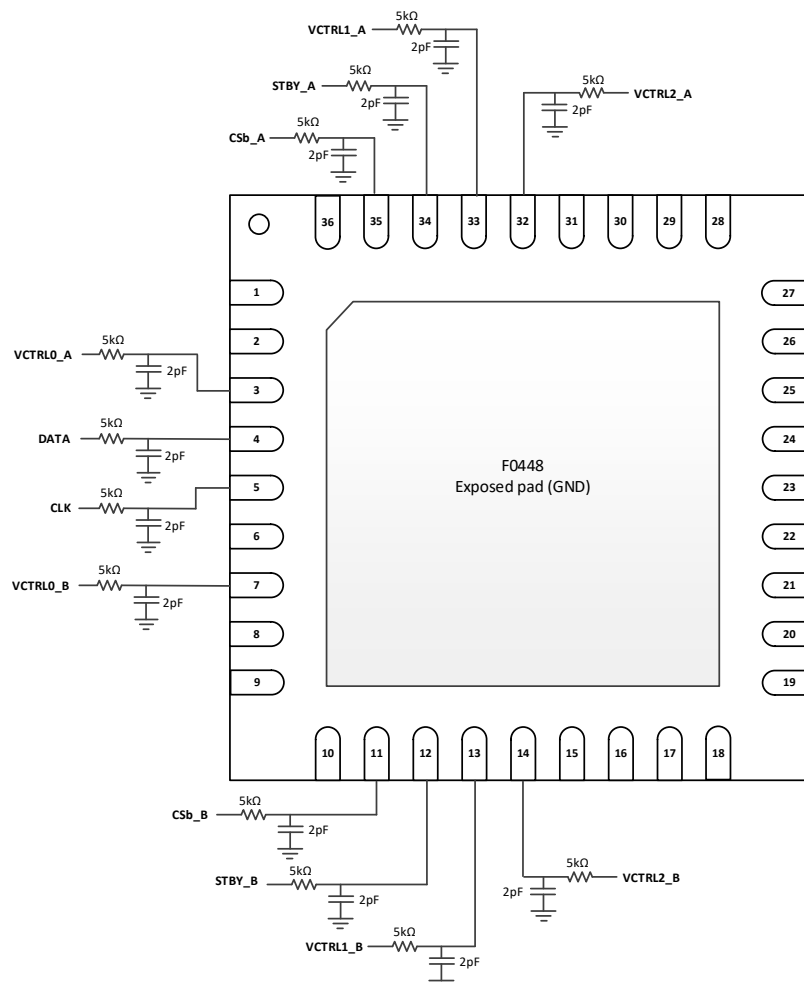 5kΩ
VCTRL1_A
2pF
5kΩ
STBY_A
2pF
5kΩ
VCTRL2_A
2pF
5kΩ
CSb_A
2pF
36 35 34 33 32 31 30 29 28
1 27
2 26
5kΩ
VCTRL0_A
2pF
3 25
5kΩ
DATA
2pF
4 24
5kΩ
CLK
2pF
5 23
F0448
Exposed pad (GND)
6 22
5kΩ
VCTRL0_B
2pF
7 21
8 20
9 19
10 11 12 13 14 15 16 17 18
5kΩ
CSb_B
2pF
5kΩ
STBY_B
2pF
5kΩ
VCTRL2_B
2pF
5kΩ
VCTRL1_B
2pF